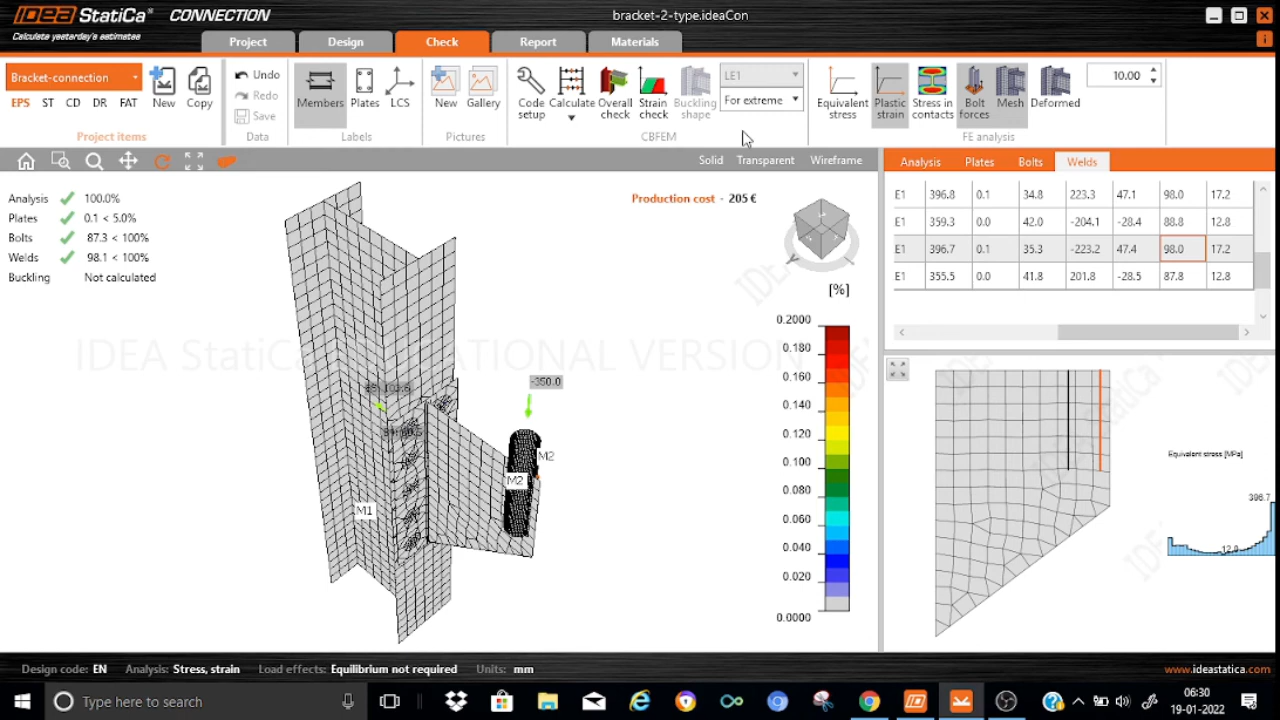 IDEA StatiCa® CONNECTION
Calculate yesterday's estimates
bracket-2-type.ideaCon
Project Design Check Report Materials
Bracket-connection
EPS ST CD DR FAT
New Copy
Project items
Undo
Redo
Save
Data
Members Plates LCS
Labels
New Gallery
Pictures
Code setup Calculate Overall check Strain check Buckling shape
LE1
For extreme
CBFEM
Equivalent stress Plastic strain Stress in contacts Bolt forces Mesh Deformed
10.00
FE analysis
Solid Transparent Wireframe
Analysis Plates Bolts Welds
Analysis 100.0%
Plates 0.1 < 5.0%
Bolts 87.3 < 100%
Welds 98.1 < 100%
Buckling Not calculated
Production cost - 205 €
E1 396.8 0.1 34.8 223.3 47.1 98.0 17.2
E1 359.3 0.0 42.0 -204.1 -28.4 88.8 12.8
E1 396.7 0.1 35.3 -223.2 47.4 98.0 17.2
E1 355.5 0.0 41.8 201.8 -28.5 87.8 12.8
[%]
0.2000
0.180
0.160
0.140
0.120
0.100
0.080
0.060
0.040
0.020
0.0000
-350.0
M2
M2
M1
Equivalent stress [MPa]
396.7
12.8
Design code: EN Analysis: Stress, strain Load effects: Equilibrium not required Units: mm
www.ideastatica.com
Type here to search
06:30
19-01-2022